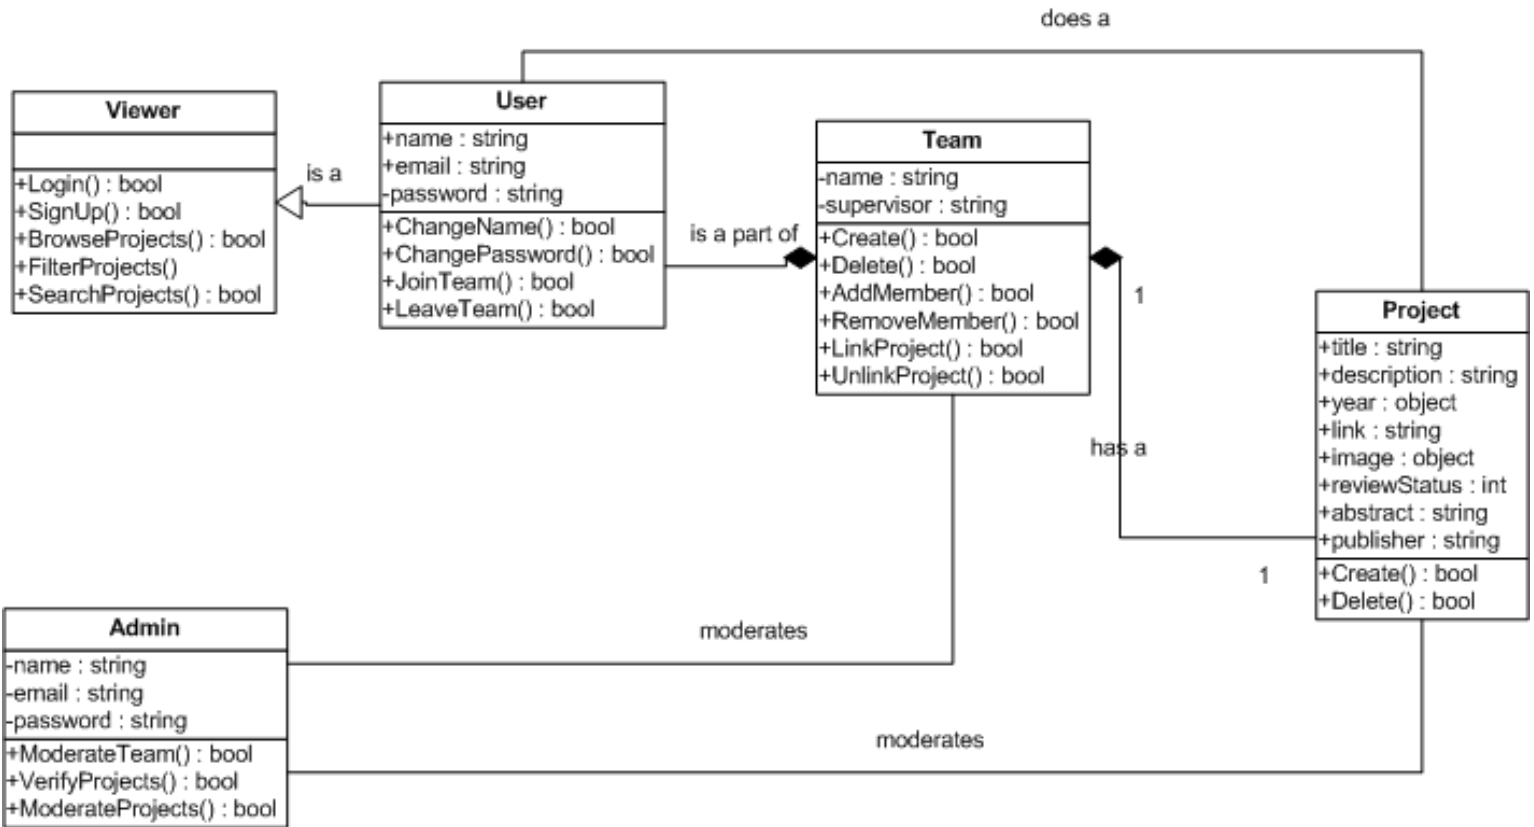 does a
Viewer
+Login() : bool
+SignUp() : bool
+BrowseProjects() : bool
+FilterProjects()
+SearchProjects() : bool
is a
User
+name : string
+email : string
-password : string
+ChangeName() : bool
+ChangePassword() : bool
+JoinTeam() : bool
+LeaveTeam() : bool
is a part of
Team
-name : string
-supervisor : string
+Create() : bool
+Delete() : bool
+AddMember() : bool
+RemoveMember() : bool
+LinkProject() : bool
+UnlinkProject() : bool
1
has a
1
Project
+title : string
+description : string
+year : object
+link : string
+image : object
+reviewStatus : int
+abstract : string
+publisher : string
+Create() : bool
+Delete() : bool
Admin
-name : string
-email : string
-password : string
+ModerateTeam() : bool
+VerifyProjects() : bool
+ModerateProjects() : bool
moderates
moderates